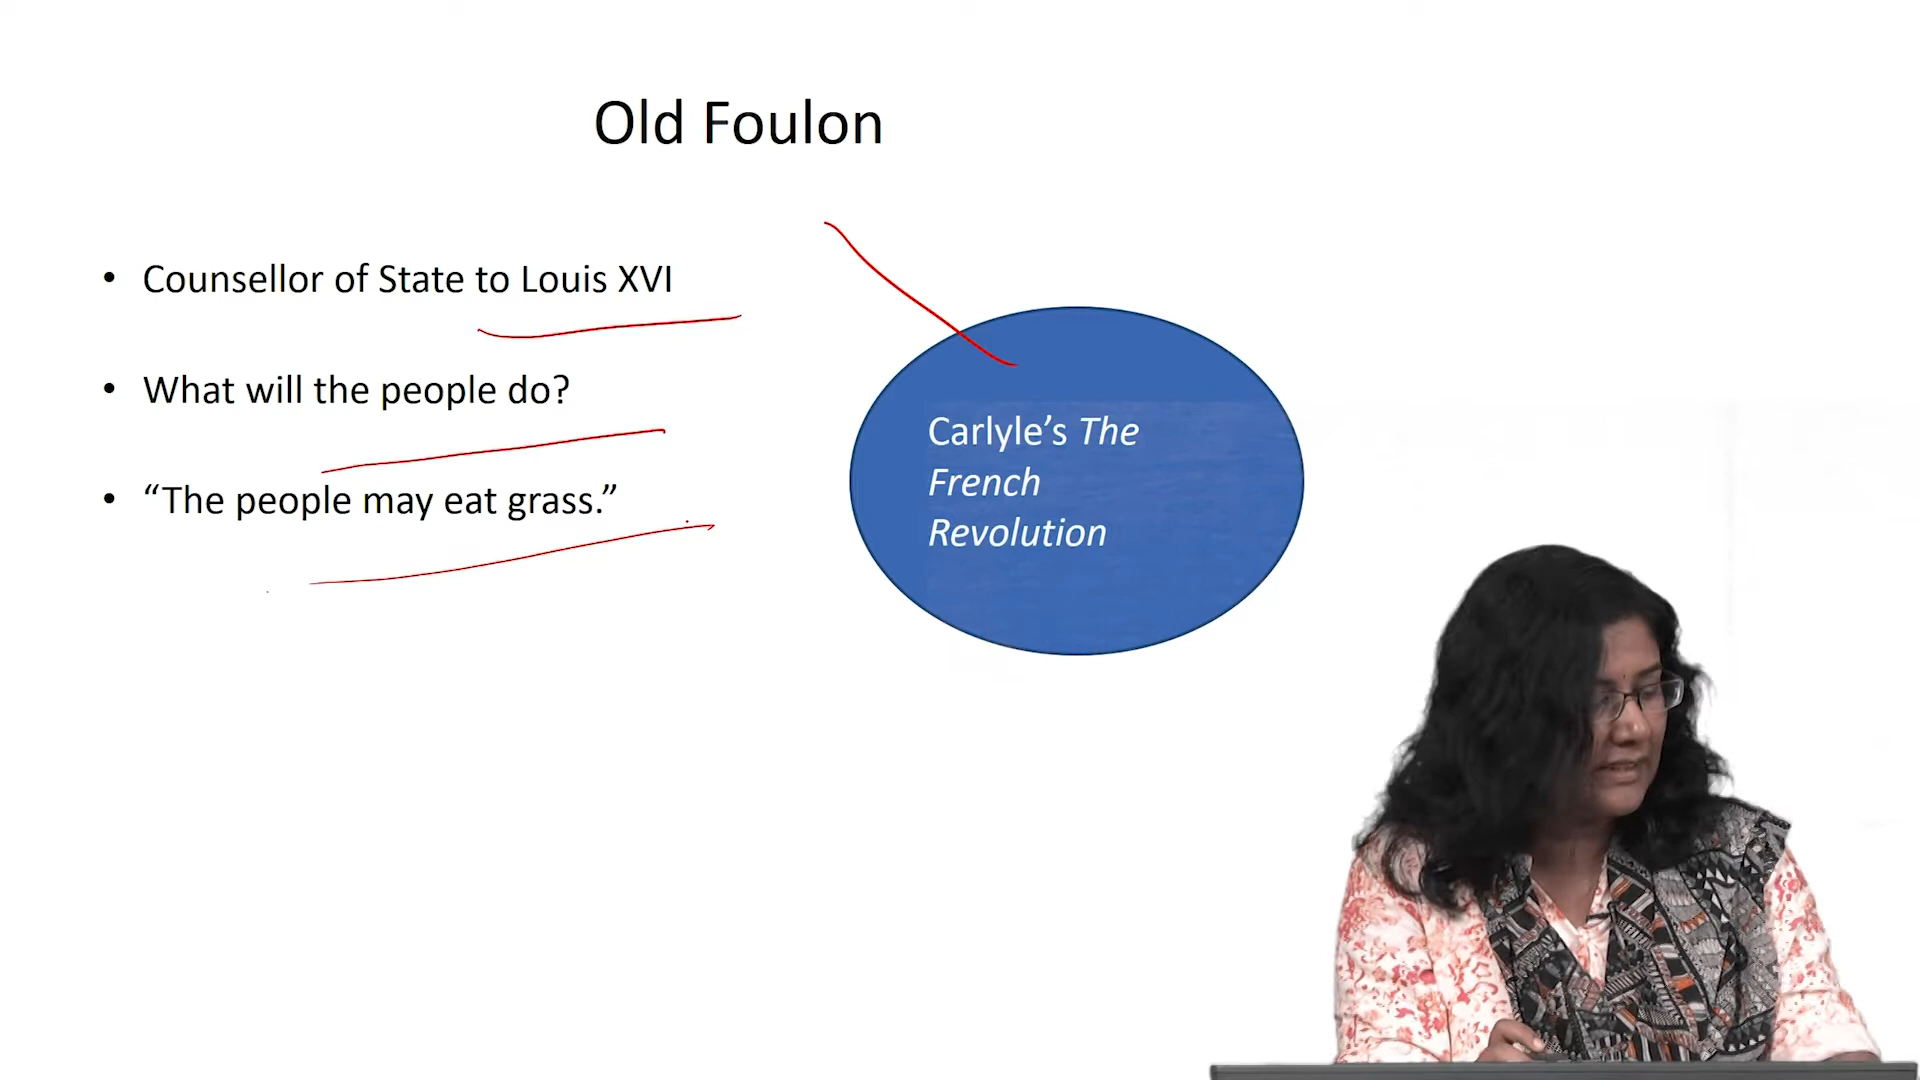 Old Foulon
• Counsellor of State to Louis XVI
• What will the people do?
• “The people may eat grass.”
Carlyle’s The
French
Revolution